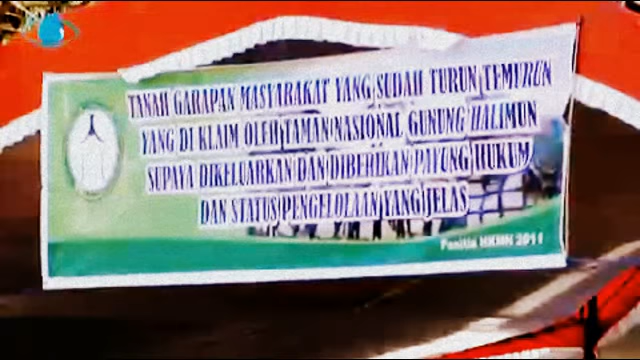 TANAH GARAPAN MASYARAKAT YANG SUDAH TURUN TEMURUN
YANG DI KLAIM OLEH TAMAN NASIONAL GUNUNG HALIMUN
SUPAYA DIKELUARKAN DAN DIBERIKAN PAYUNG HUKUM
DAN STATUS PENGELOLAAN YANG JELAS
Panitia 2011